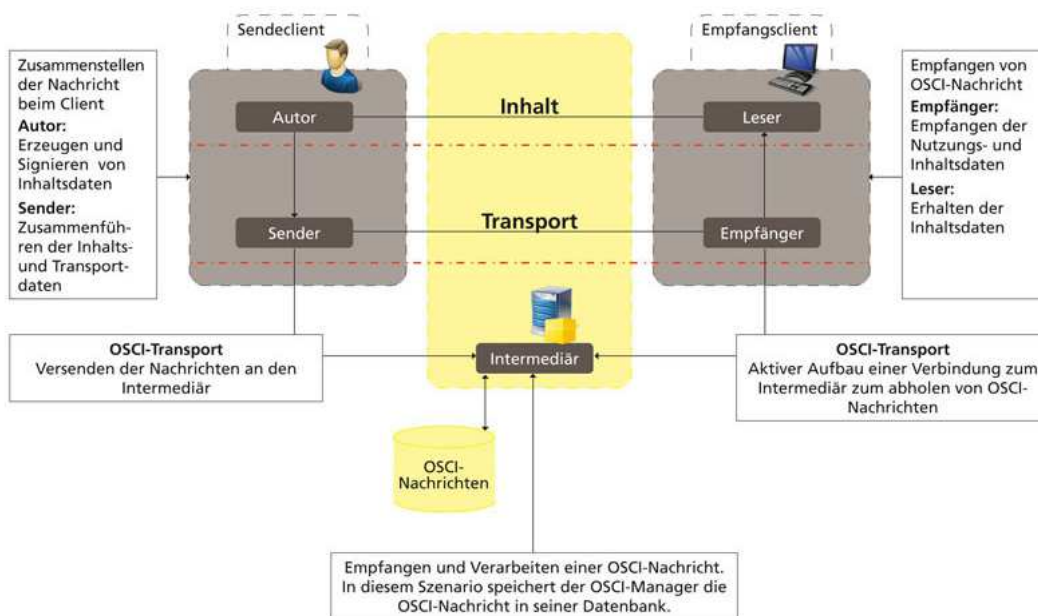 Sendeclient
Empfangsclient
Zusammenstellen
der Nachricht
beim Client
Autor:
Erzeugen und
Signieren von
Inhaltsdaten
Sender:
Zusammenfüh-
ren der Inhalts-
und Transport-
daten
Autor
Inhalt
Leser
Sender
Transport
Empfänger
Empfangen von
OSCI-Nachricht
Empfänger:
Empfangen der
Nutzungs- und
Inhaltsdaten
Leser:
Erhalten der
Inhaltsdaten
OSCI-Transport
Versenden der Nachrichten an den
Intermediär
Intermediär
OSCI-Transport
Aktiver Aufbau einer Verbindung zum
Intermediär zum abholen von OSCI-
Nachrichten
OSCI-
Nachrichten
Empfangen und Verarbeiten einer OSCI-Nachricht.
In diesem Szenario speichert der OSCI-Manager die
OSCI-Nachricht in seiner Datenbank.